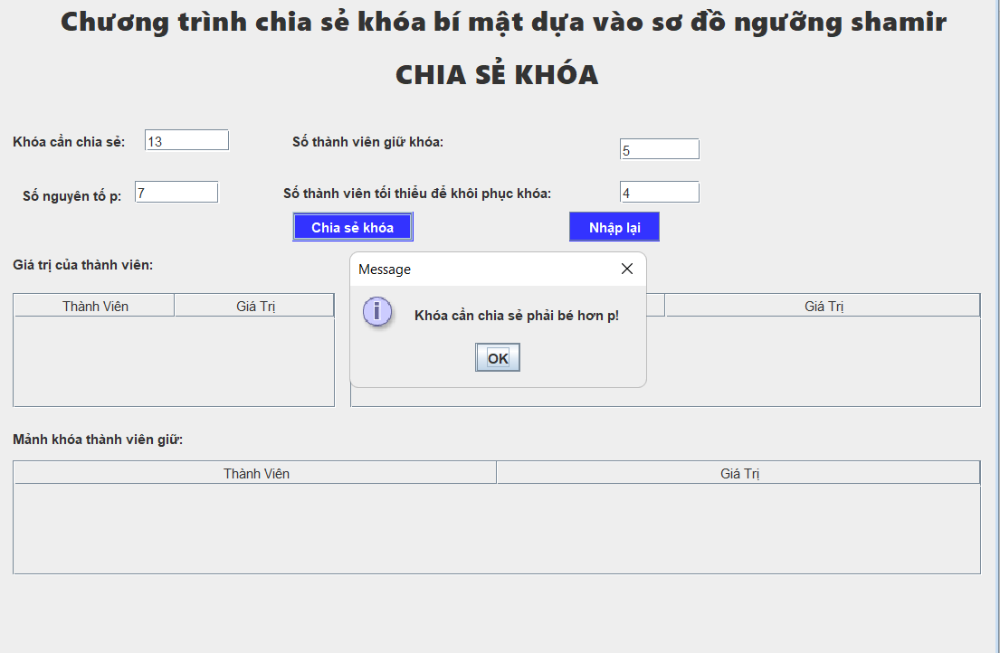 Chương trình chia sẻ khóa bí mật dựa vào sơ đồ ngưỡng shamir
CHIA SẺ KHÓA
Khóa cần chia sẻ: 13 Số thành viên giữ khóa: 5
Số nguyên tố p: 7 Số thành viên tối thiểu để khôi phục khóa: 4
Chia sẻ khóa Nhập lại
Giá trị của thành viên:
Message
Thành Viên Giá Trị Giá Trị
Khóa cần chia sẻ phải bé hơn p!
OK
Mảnh khóa thành viên giữ:
Thành Viên Giá Trị